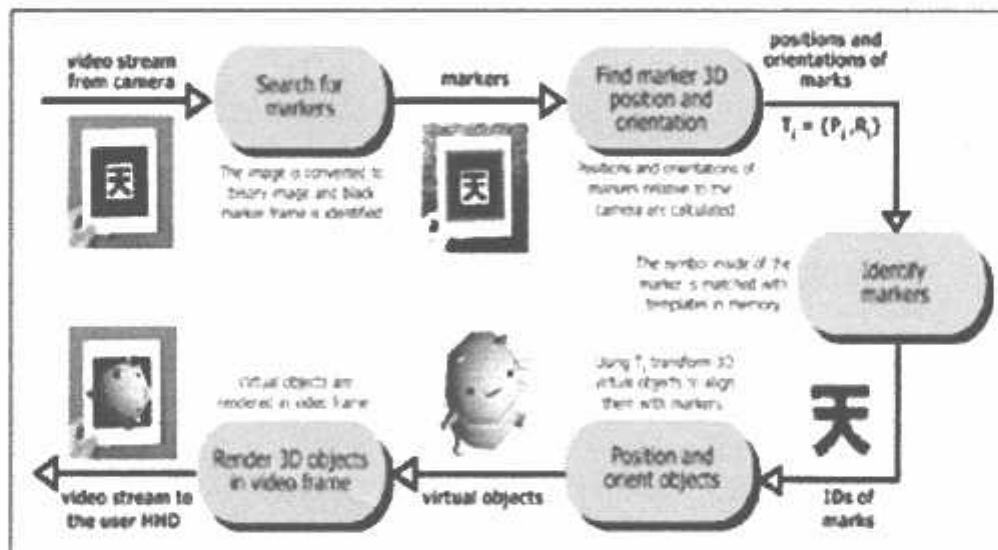 video stream
from camera
Search for
markers
The image is converted to
binary image and black
marker frame is identified
markers
Find marker 3D
position and
orientation
Positions and orientations of
markers relative to the
camera are calculated
positions and
orientations of
marks
Tᵢ = (Pᵢ,Rᵢ)
天
天
The symbol inside of the
marker is matched with
templates in memory
Identify
markers
天
IDs of
marks
Using Tᵢ transform 3D
virtual objects to align
them with markers
Position and
orient objects
virtual objects
Virtual objects are
rendered in video frame
Render 3D objects
in video frame
video stream to
the user HMD